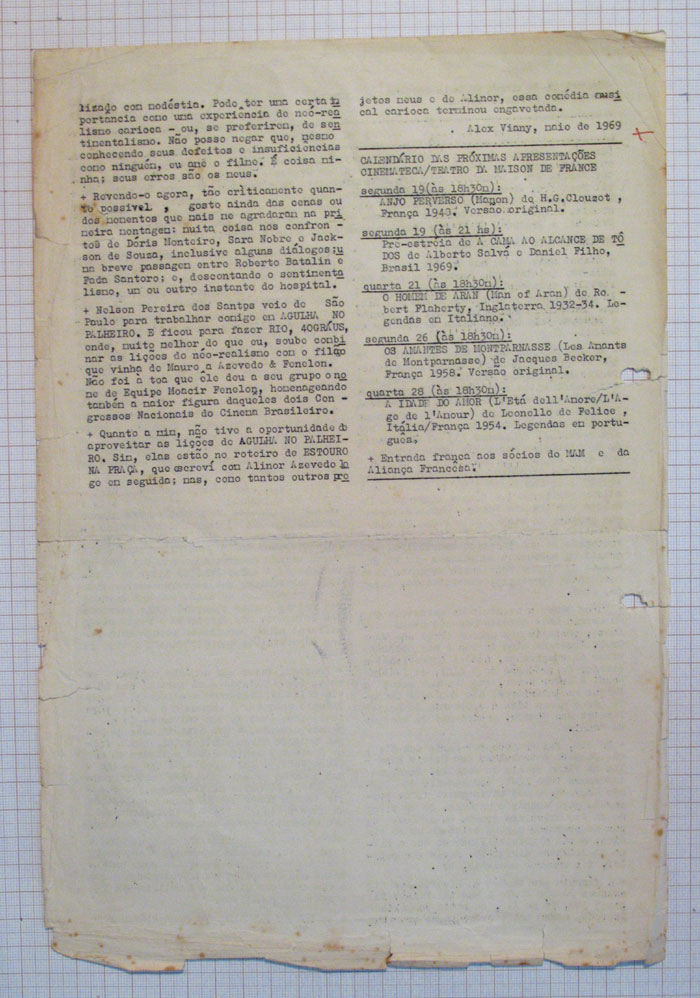 lizado com modéstia. Pode ter uma certa im
portancia como uma experiencia de neo-rea
lismo carioca - ou, se preferirem, de sen
timentalismo. Não posso negar que, mesmo
conhecendo seus defeitos e insuficiencias
como ninguém, eu amo o filme. É coisa mi-
nha; seus erros são os meus.
+ Revendo-o agora, tão criticamente quan-
to possível , gosto ainda das cenas ou
dos momentos que mais me agradaram na pri
meira montagem: muita coisa nos confron -
tos de Doris Monteiro, Sara Nobre e Jack-
son de Souza, inclusive alguns diálogos; u
ma breve passagem entre Roberto Batalin e
Fada Santoro; e, descontando o sentimenta
lismo, um ou outro instante do hospital.
+ Nelson Pereira dos Santos veio de São
Paulo para trabalhar comigo em AGULHA NO
PALHEIRO. E ficou para fazer RIO, 40GRÁUS,
onde, muito melhor do que eu, soube combi
nar as lições do néo-realismo com o filão
que vinha de Mauro a Azevedo & Fenelon.
Não foi à toa que ele deu a seu grupo o no
me de Equipe Moacir Fenelon, homenageando
também a maior figura daqueles dois Con -
gressos Nacionais do Cinema Brasileiro.
+ Quanto a mim, não tive a oportunidade de
aproveitar as lições de AGULHA NO PALHEI-
RO. Sim, elas estão no roteiro de ESTOURO
NA PRAÇA, que escreví com Alinor Azevedo lo
go em seguida; mas, como tantos outros pro
jetos meus e de Alinor, essa comédia musi
cal carioca terminou engavetada.
. Alex Viany, maio de 1969
CALENDÁRIO DAS PRÓXIMAS APRESENTAÇÕES
CINEMATECA/TEATRO DA MAISON DE FRANCE
segunda 19(às 18h30m):
ANJO PERVERSO (Manon) de H.G.Clouzot ,
França 1948. Versão original.
segunda 19 (às 21 hs):
Pre-estreia de A CAMA AO ALCANCE DE TÔ
DOS de Alberto Salvá e Daniel Filho,
Brasil 1969.
quarta 21 (às 18h30m):
O HOMEM DE ARAN (Man of Aran) de Ro -
bert Flaherty, Inglaterra 1932-34. Le-
gendas em Italiano.
segunda 26 (às 18h30m):
OS AMANTES DE MONTPARNASSE (Les Amants
de Montparnasse) de Jacques Becker,
França 1958. Versão original.
quarta 28 (às 18h30m):
A IDADE DO AMOR (L'Etá dell'Amore/L'A-
ge de l'Amour) de Leonello de Felice ,
Itália/França 1954. Legendas em portu-
guês.
+ Entrada franca aos sócios do MAM e da
Aliança Francesa.